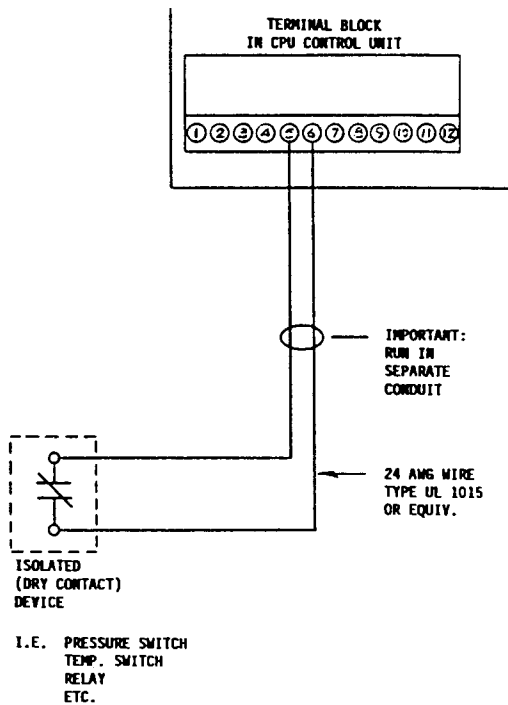 TERMINAL BLOCK
IN CPU CONTROL UNIT
1 2 3 4 5 6 7 8 9 10 11 12
IMPORTANT:
RUN IN
SEPARATE
CONDUIT
24 AWG WIRE
TYPE UL 1015
OR EQUIV.
ISOLATED
(DRY CONTACT)
DEVICE
I.E. PRESSURE SWITCH
TEMP. SWITCH
RELAY
ETC.